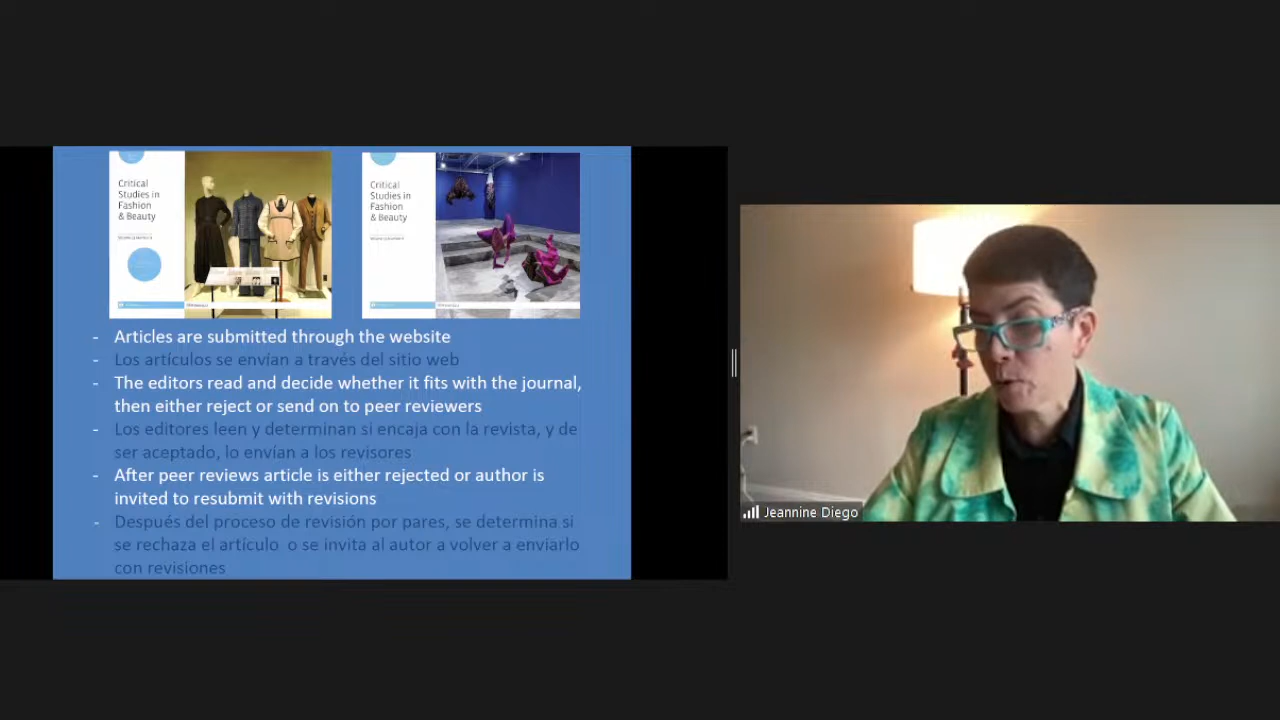 Critical
Studies in
Fashion
& Beauty
Critical
Studies in
Fashion
& Beauty
- Articles are submitted through the website
- Los artículos se envían a través del sitio web
- The editors read and decide whether it fits with the journal,
then either reject or send on to peer reviewers
- Los editores leen y determinan si encaja con la revista, y de
ser aceptado, lo envían a los revisores
- After peer reviews article is either rejected or author is
invited to resubmit with revisions
- Después del proceso de revisión por pares, se determina si
se rechaza el artículo o se invita al autor a volver a enviarlo
con revisiones
Jeannine Diego